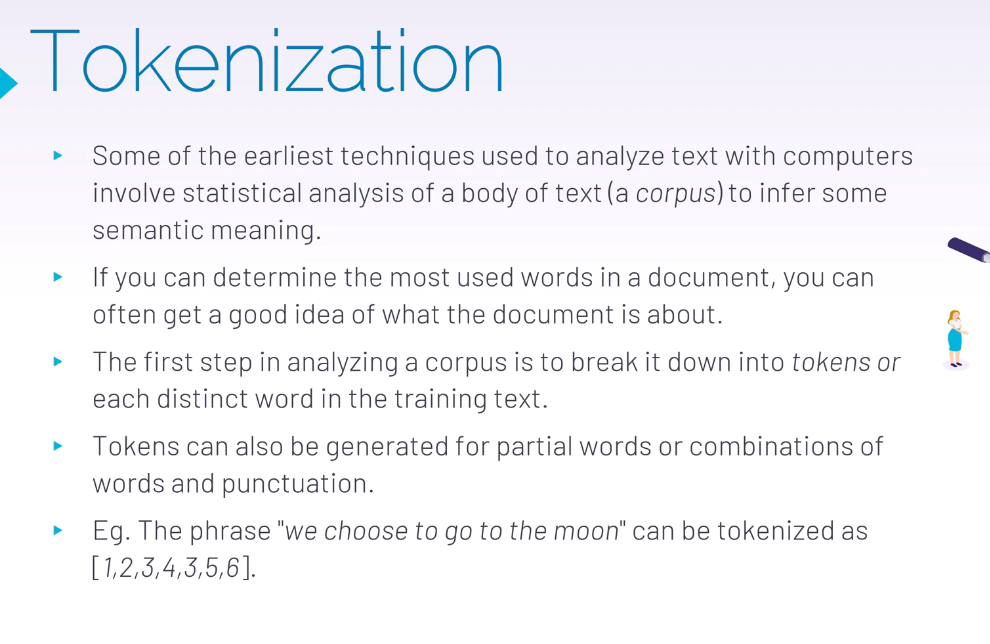 Tokenization
Some of the earliest techniques used to analyze text with computers
involve statistical analysis of a body of text (a corpus) to infer some
semantic meaning.
If you can determine the most used words in a document, you can
often get a good idea of what the document is about.
The first step in analyzing a corpus is to break it down into tokens or
each distinct word in the training text.
Tokens can also be generated for partial words or combinations of
words and punctuation.
Eg. The phrase "we choose to go to the moon" can be tokenized as
[1,2,3,4,3,5,6].